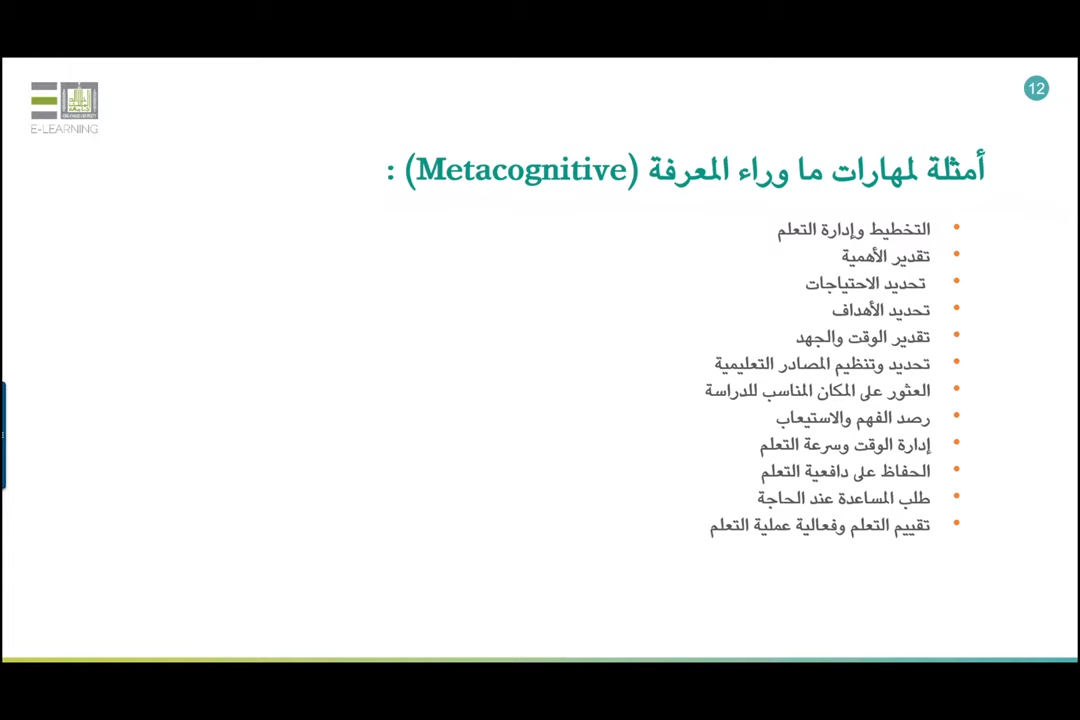 12
E-LEARNING
أمثلة لمهارات ما وراء المعرفة (Metacognitive) :
• التخطيط وإدارة التعلم
• تقدير الأهمية
• تحديد الاحتياجات
• تحديد الأهداف
• تقدير الوقت والجهد
• تحديد وتنظيم المصادر التعليمية
• العثور على المكان المناسب للدراسة
• رصد الفهم والاستيعاب
• إدارة الوقت وسرعة التعلم
• الحفاظ على دافعية التعلم
• طلب المساعدة عند الحاجة
• تقييم التعلم وفعالية عملية التعلم